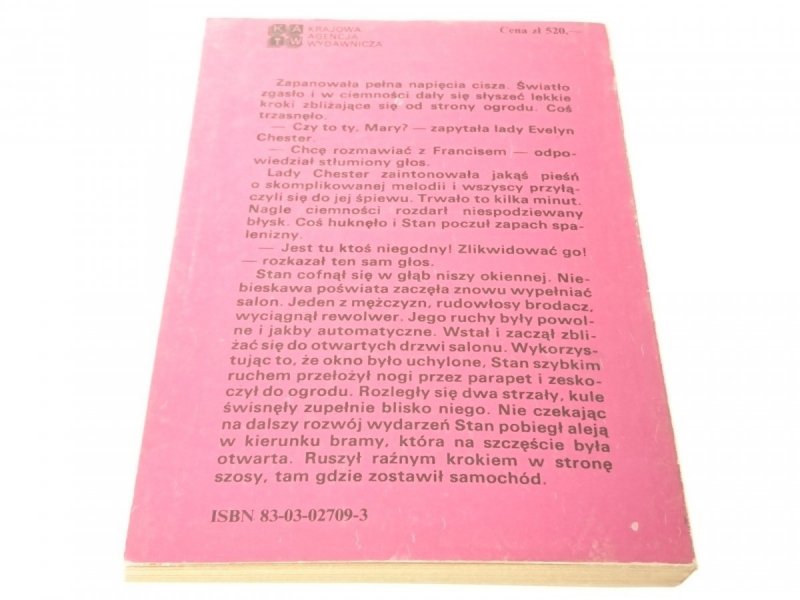 KRAJOWA
AGENCJA
WYDAWNICZA
KA
TW
Cena zł 520,—
Zapanowała pełna napięcia cisza. Światło
zgasło i w ciemności dały się słyszeć lekkie
kroki zbliżające się od strony ogrodu. Coś
trzasnęło.
— Czy to ty, Mary? — zapytała lady Evelyn
Chester.
— Chcę rozmawiać z Francisem — odpo-
wiedział stłumiony głos.
Lady Chester zaintonowała jakąś pieśń
o skomplikowanej melodii i wszyscy przyłą-
czyli się do jej śpiewu. Trwało to kilka minut.
Nagle ciemności rozdarł niespodziewany
błysk. Coś huknęło i Stan poczuł zapach spa-
lenizny.
— Jest tu ktoś niegodny! Zlikwidować go!
— rozkazał ten sam głos.
Stan cofnął się w głąb niszy okiennej. Nie-
bieskawa poświata zaczęła znowu wypełniać
salon. Jeden z mężczyzn, rudowłosy brodacz,
wyciągnął rewolwer. Jego ruchy były powol-
ne i jakby automatyczne. Wstał i zaczął zbli-
żać się do otwartych drzwi salonu. Wykorzys-
tując to, że okno było uchylone, Stan szybkim
ruchem przełożył nogi przez parapet i zesko-
czył do ogrodu. Rozległy się dwa strzały, kule
świsnęły zupełnie blisko niego. Nie czekając
na dalszy rozwój wydarzeń Stan pobiegł aleją
w kierunku bramy, która na szczęście była
otwarta. Ruszył raźnym krokiem w stronę
szosy, tam gdzie zostawił samochód.
ISBN 83-03-02709-3